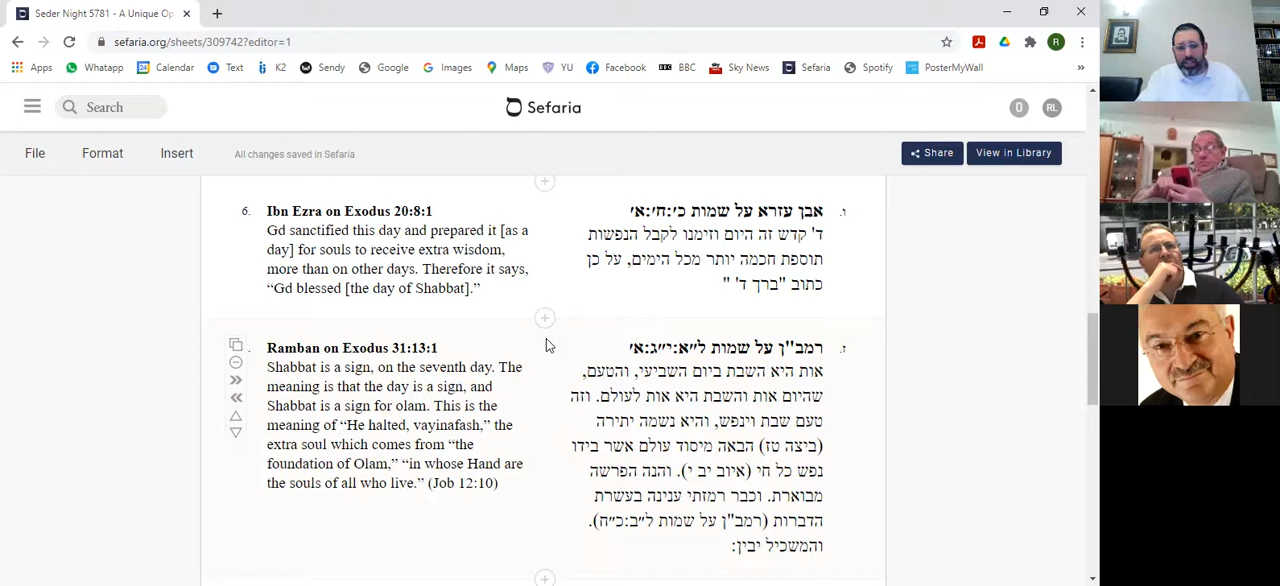 Seder Night 5781 - A Unique Op
sefaria.org/sheets/309742?editor=1
R
Apps Whatapp Calendar Text K2 Sendy Google Images Maps YU Facebook BBC Sky News Sefaria Spotify PosterMyWall »
Search Sefaria 0 RL
File Format Insert All changes saved in Sefaria Share View in Library
6. Ibn Ezra on Exodus 20:8:1
Gd sanctified this day and prepared it [as a
day] for souls to receive extra wisdom,
more than on other days. Therefore it says,
“Gd blessed [the day of Shabbat].”
ו. אבן עזרא על שמות כ׳:ח׳:א׳
ד' קדש זה היום וזימנו לקבל הנפשות
תוספת חכמה יותר מכל הימים, על כן
כתוב "ברך ד' "
Ramban on Exodus 31:13:1
Shabbat is a sign, on the seventh day. The
meaning is that the day is a sign, and
Shabbat is a sign for olam. This is the
meaning of “He halted, vayinafash,” the
extra soul which comes from “the
foundation of Olam,” “in whose Hand are
the souls of all who live.” (Job 12:10)
ז. רמב"ן על שמות ל״א:י״ג:א׳
אות היא השבת ביום השביעי, והטעם,
שהיום אות והשבת היא אות לעולם. וזה
טעם שבת וינפש, והיא נשמה יתירה
(ביצה טז) הבאה מיסוד עולם אשר בידו
נפש כל חי (איוב יב י). והנה הפרשה
מבוארת. וכבר רמזתי ענינה בעשרת
הדברות (רמב"ן על שמות ל״ב:כ״ח).
והמשכיל יבין: